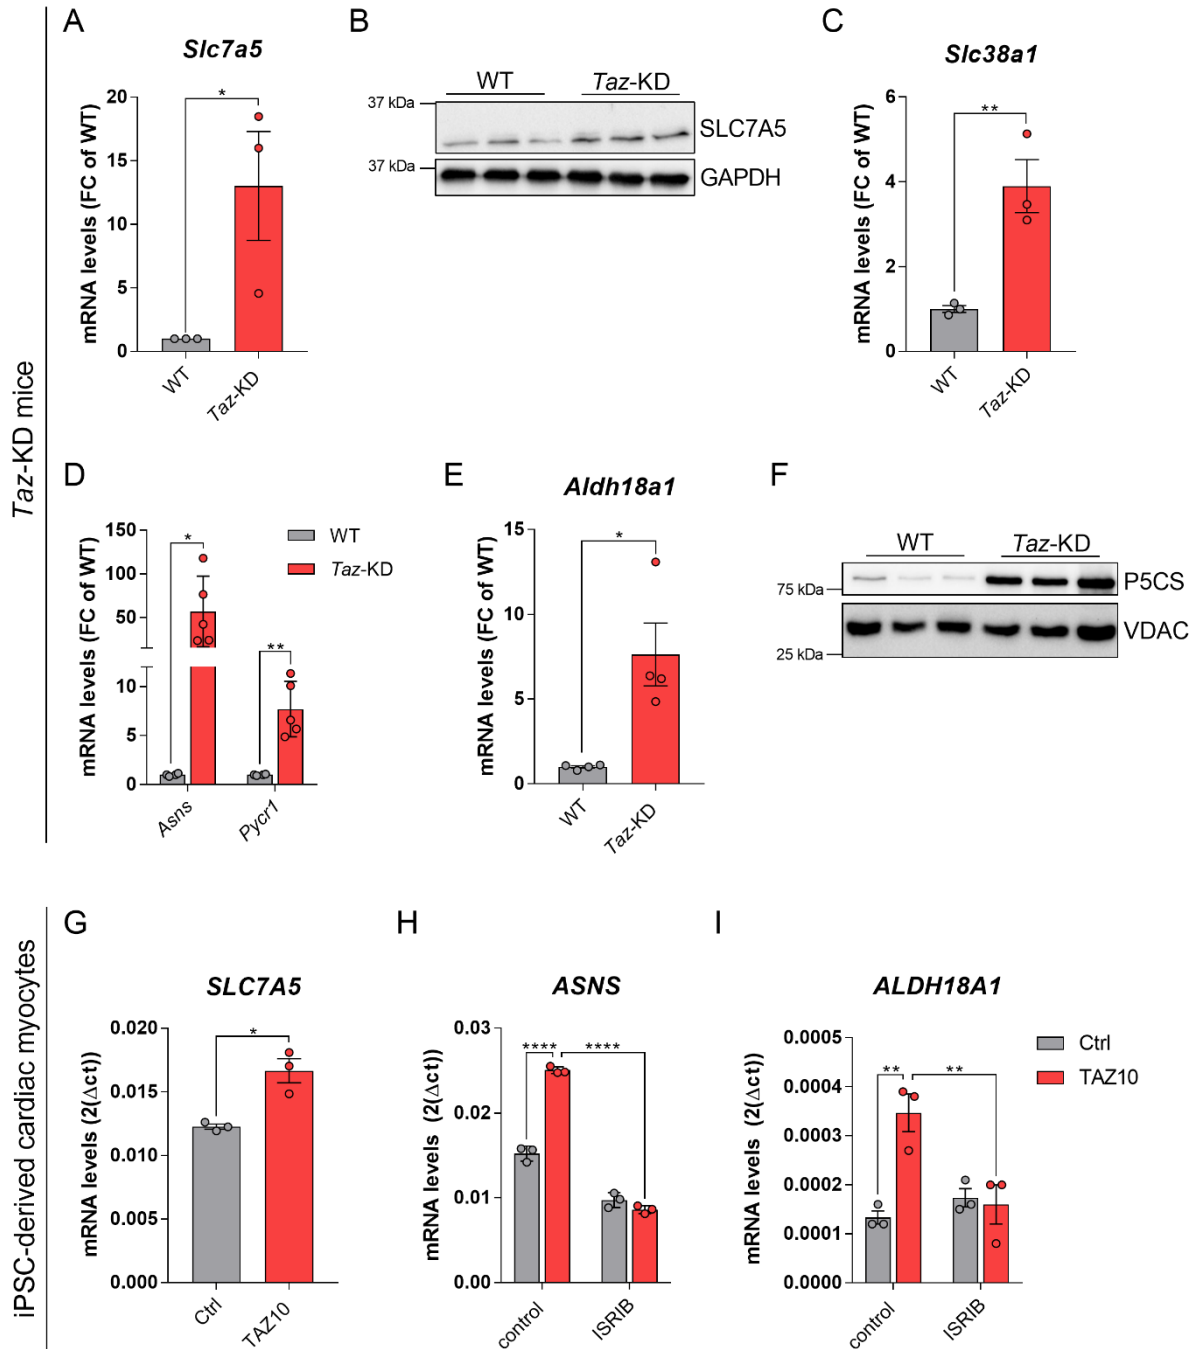 Taz-KD mice
A
Slc7a5
mRNA levels (FC of WT)
20
15
10
5
0
*
WT
Taz-KD
B
WT
Taz-KD
37 kDa
SLC7A5
37 kDa
GAPDH
C
Slc38a1
mRNA levels (FC of WT)
6
4
2
0
**
WT
Taz-KD
D
mRNA levels (FC of WT)
150
100
50
10
5
0
*
**
WT
Taz-KD
Asns
Pycr1
E
Aldh18a1
mRNA levels (FC of WT)
15
10
5
0
*
WT
Taz-KD
F
WT
Taz-KD
75 kDa
P5CS
VDAC
25 kDa
iPSC-derived cardiac myocytes
G
SLC7A5
mRNA levels (2(Δct))
0.020
0.015
0.010
0.005
0.000
*
Ctrl
TAZ10
H
ASNS
mRNA levels (2(Δct))
0.03
0.02
0.01
0.00
****
****
control
ISRIB
I
ALDH18A1
mRNA levels (2(Δct))
0.0005
0.0004
0.0003
0.0002
0.0001
0.0000
**
**
control
ISRIB
Ctrl
TAZ10